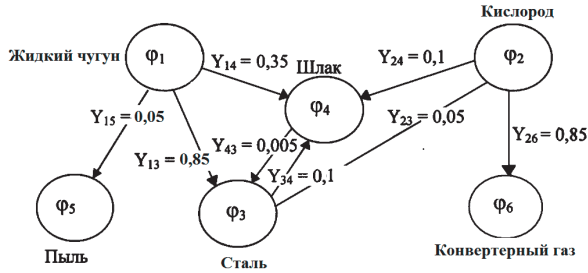 Кислород
Жидкий чугун
φ1
Y14 = 0,35
Шлак
Y24 = 0,1
φ2
φ4
Y15 = 0,05
Y13 = 0,85
Y43 = 0,005
Y23 = 0,05
Y26 = 0,85
Y34 = 0,1
φ5
φ3
φ6
Пыль
Сталь
Конвертерный газ